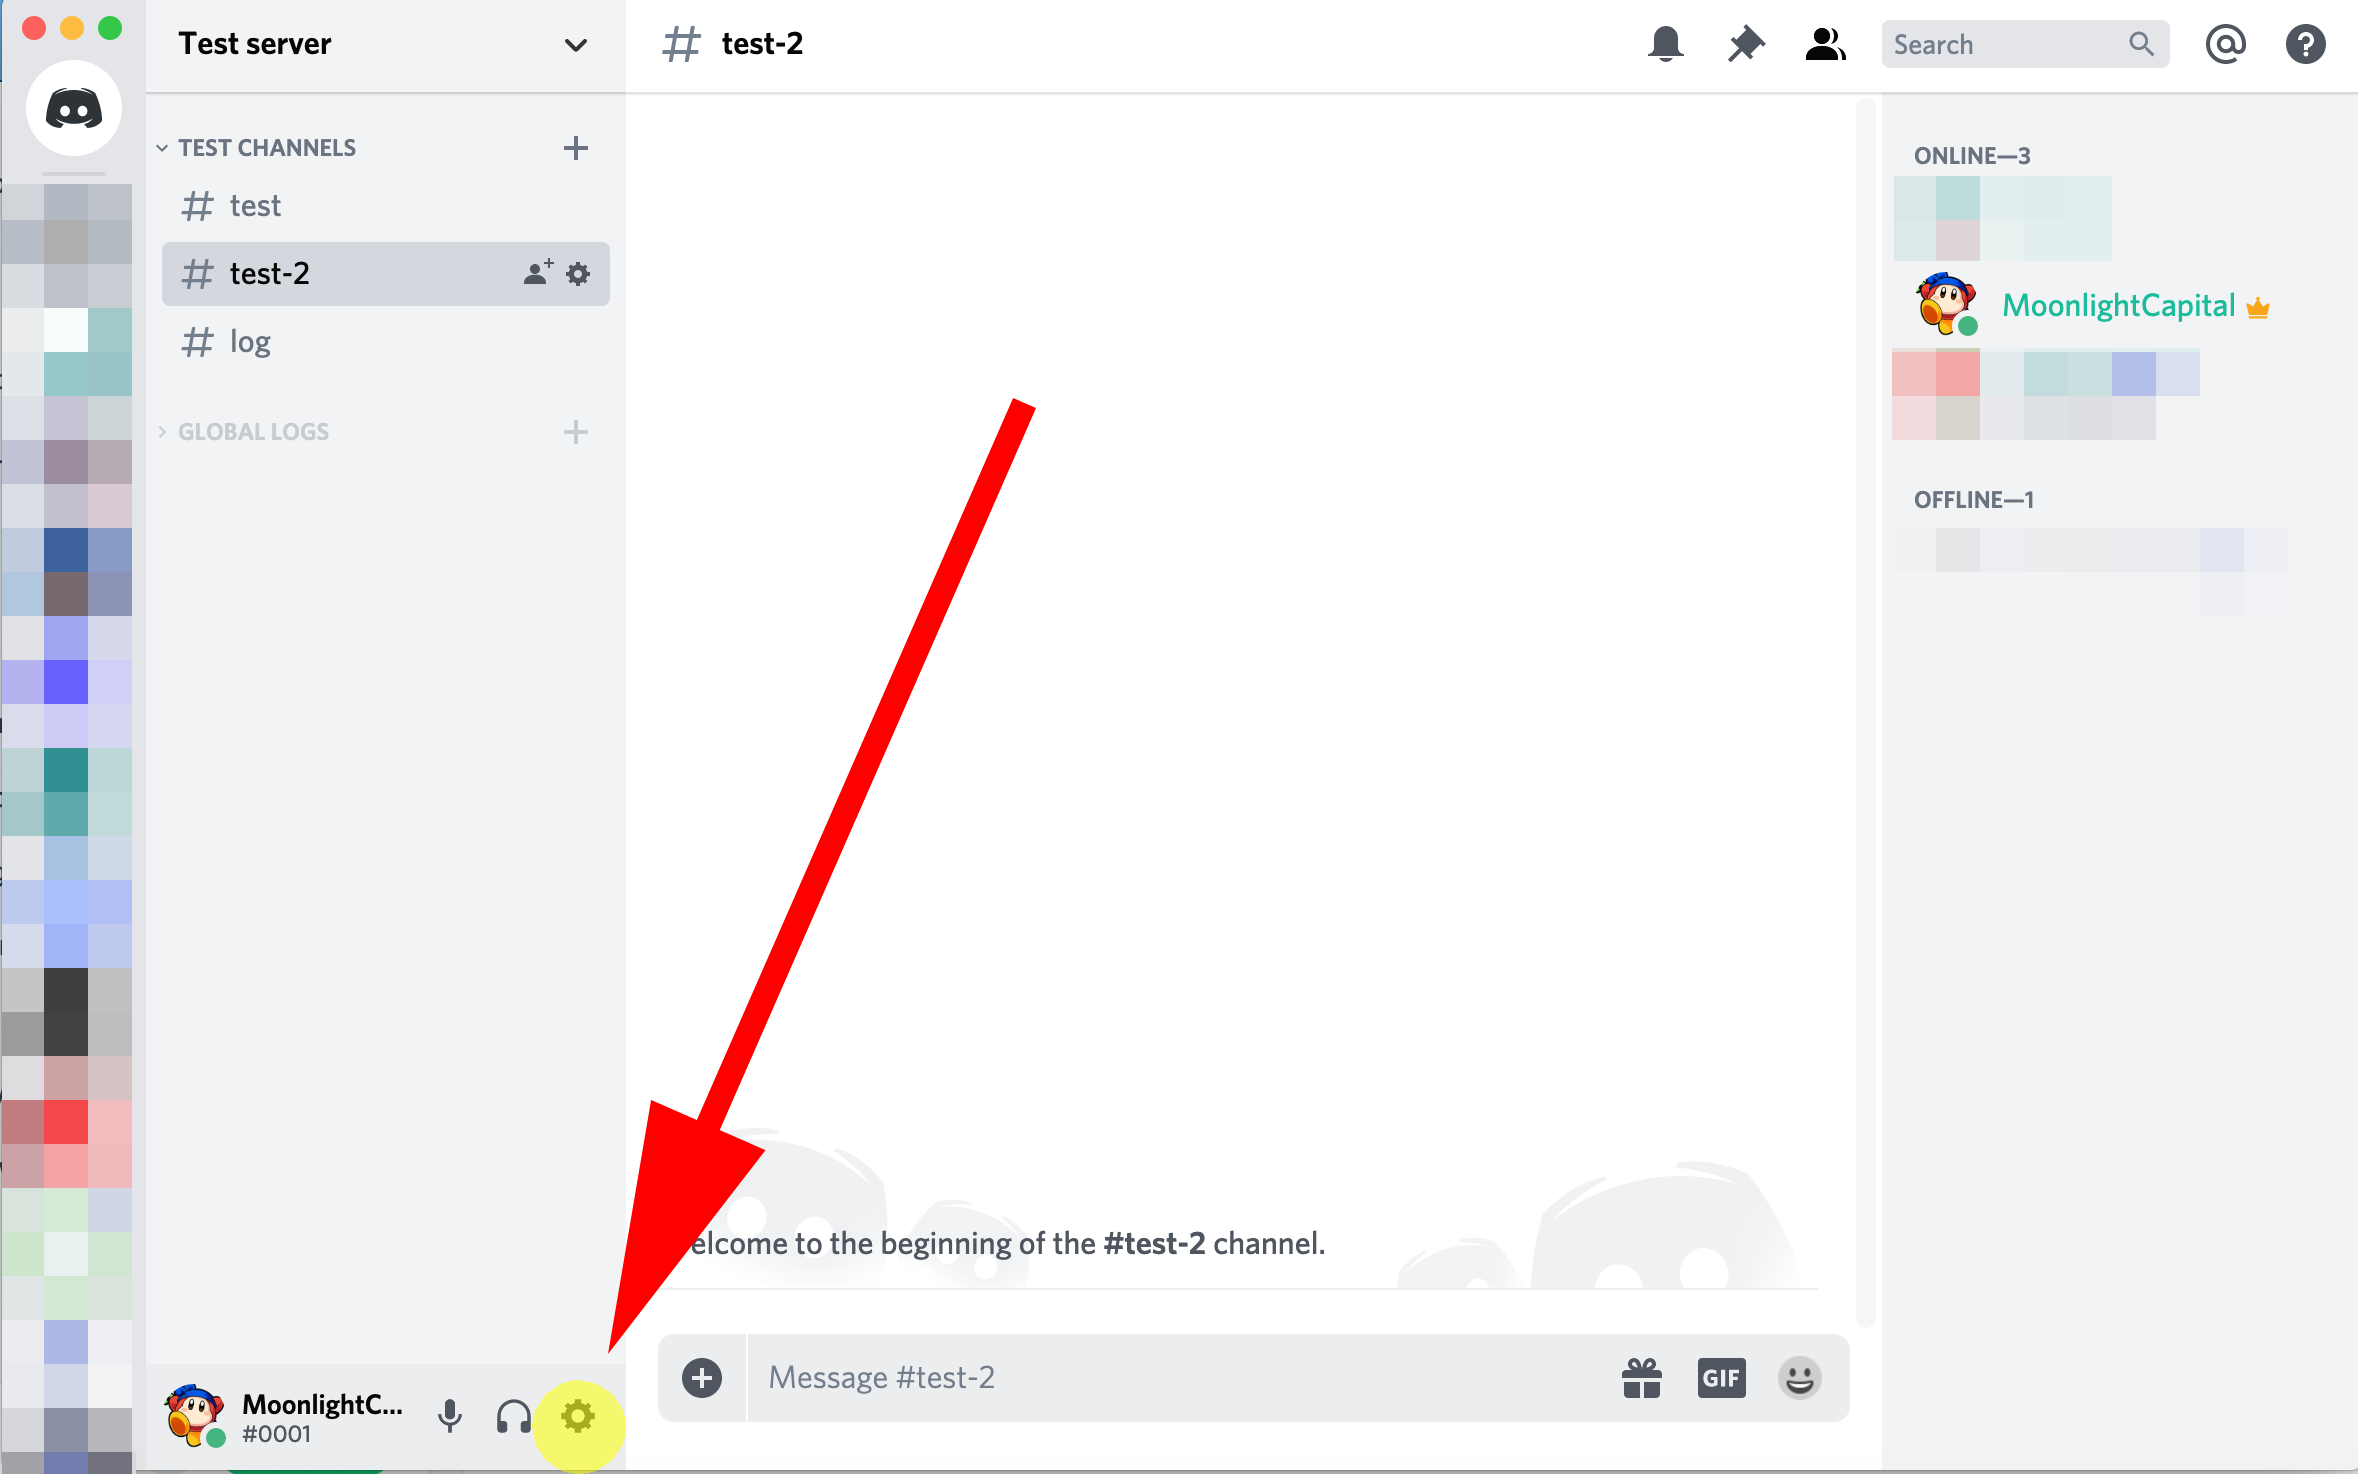 Test server
# test-2
Search
TEST CHANNELS
# test
# test-2
# log
GLOBAL LOGS
ONLINE—3
MoonlightCapital
OFFLINE—1
elcome to the beginning of the #test-2 channel.
Message #test-2
GIF
MoonlightC...
#0001